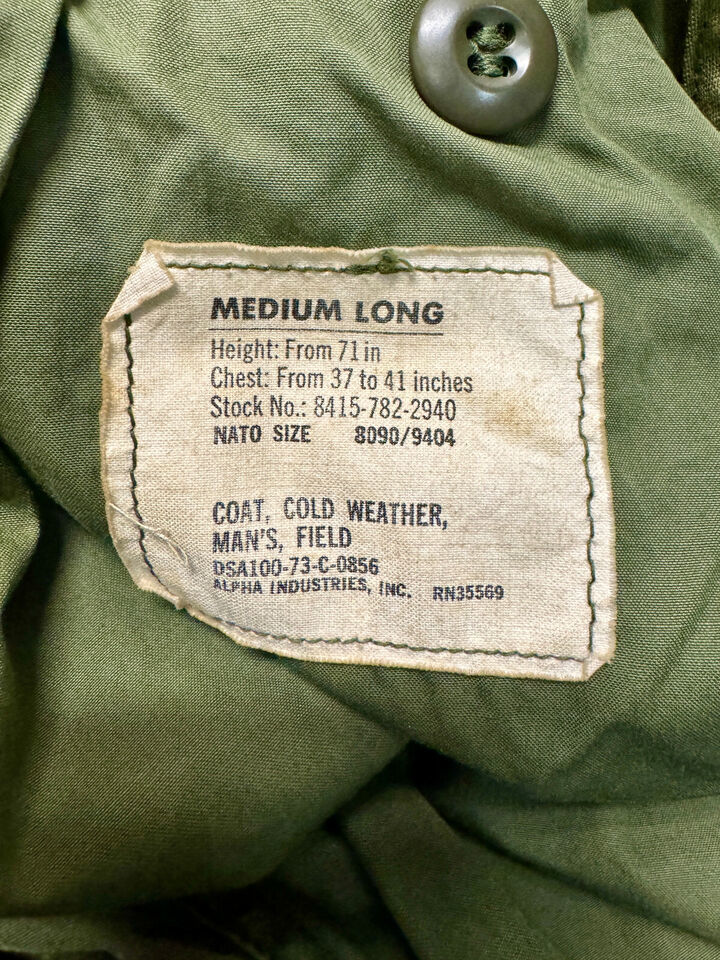 MEDIUM LONG
Height: From 71 in
Chest: From 37 to 41 inches
Stock No.: 8415-782-2940
NATO SIZE 8090/9404
COAT, COLD WEATHER,
MAN'S, FIELD
DSA100-73-C-0856
ALPHA INDUSTRIES, INC. RN35569